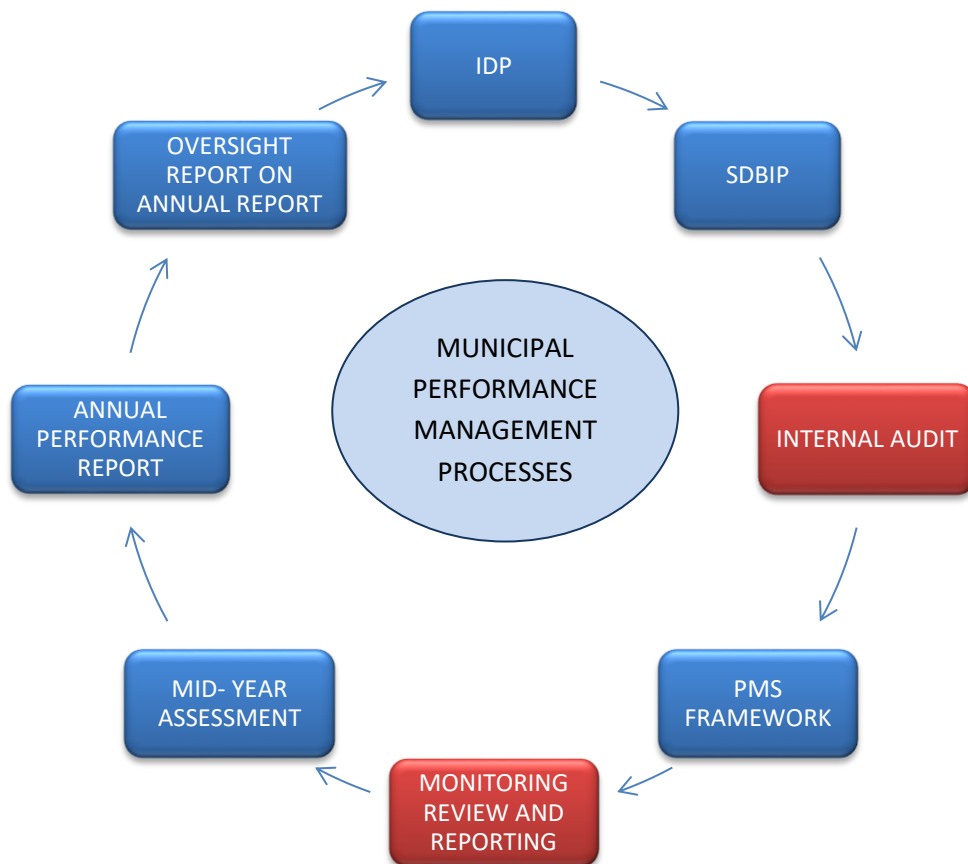 IDP
SDBIP
INTERNAL AUDIT
PMS
FRAMEWORK
MONITORING
REVIEW AND
REPORTING
MID- YEAR
ASSESSMENT
ANNUAL
PERFORMANCE
REPORT
OVERSIGHT
REPORT ON
ANNUAL REPORT
MUNICIPAL
PERFORMANCE
MANAGEMENT
PROCESSES